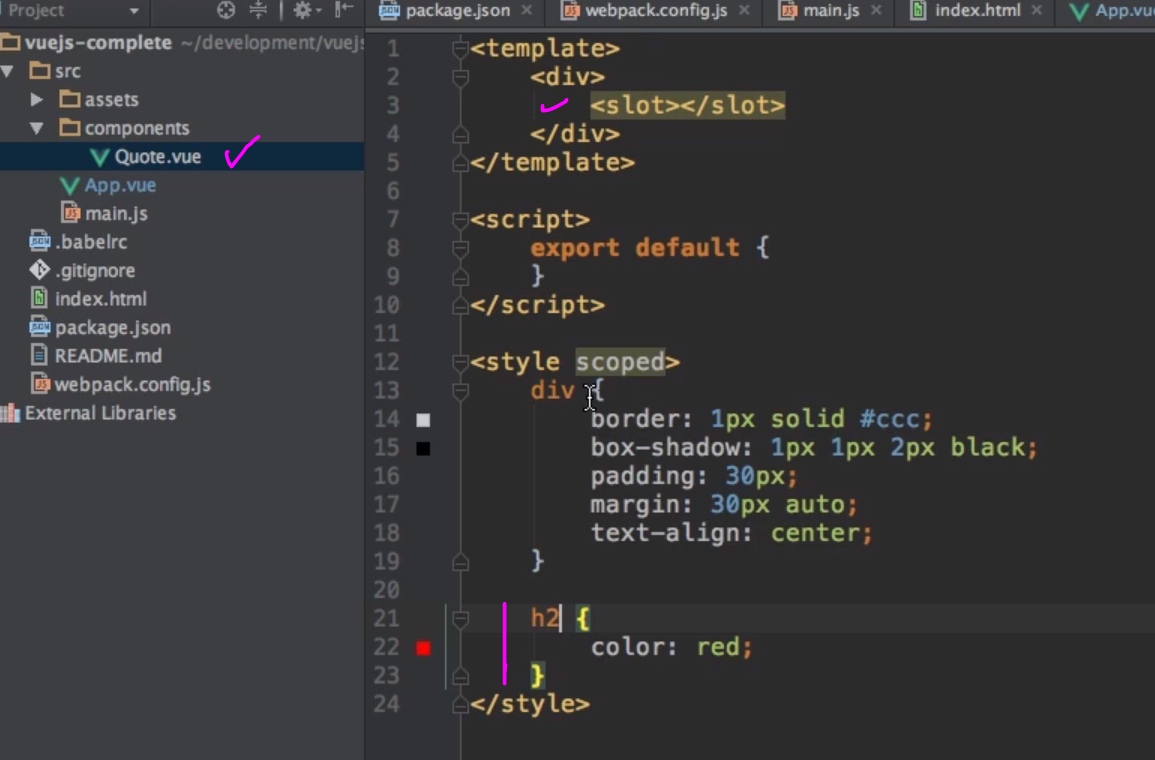 Project
package.json × webpack.config.js × main.js × index.html × App.vue
vuejs-complete ~/development/vuejs
src
assets
components
Quote.vue
App.vue
main.js
.babelrc
.gitignore
index.html
package.json
README.md
webpack.config.js
External Libraries
1 <template>
2 <div>
3 <slot></slot>
4 </div>
5 </template>
6
7 <script>
8 export default {
9 }
10 </script>
11
12 <style scoped>
13 div {
14 border: 1px solid #ccc;
15 box-shadow: 1px 1px 2px black;
16 padding: 30px;
17 margin: 30px auto;
18 text-align: center;
19 }
20
21 h2 {
22 color: red;
23 }
24 </style>